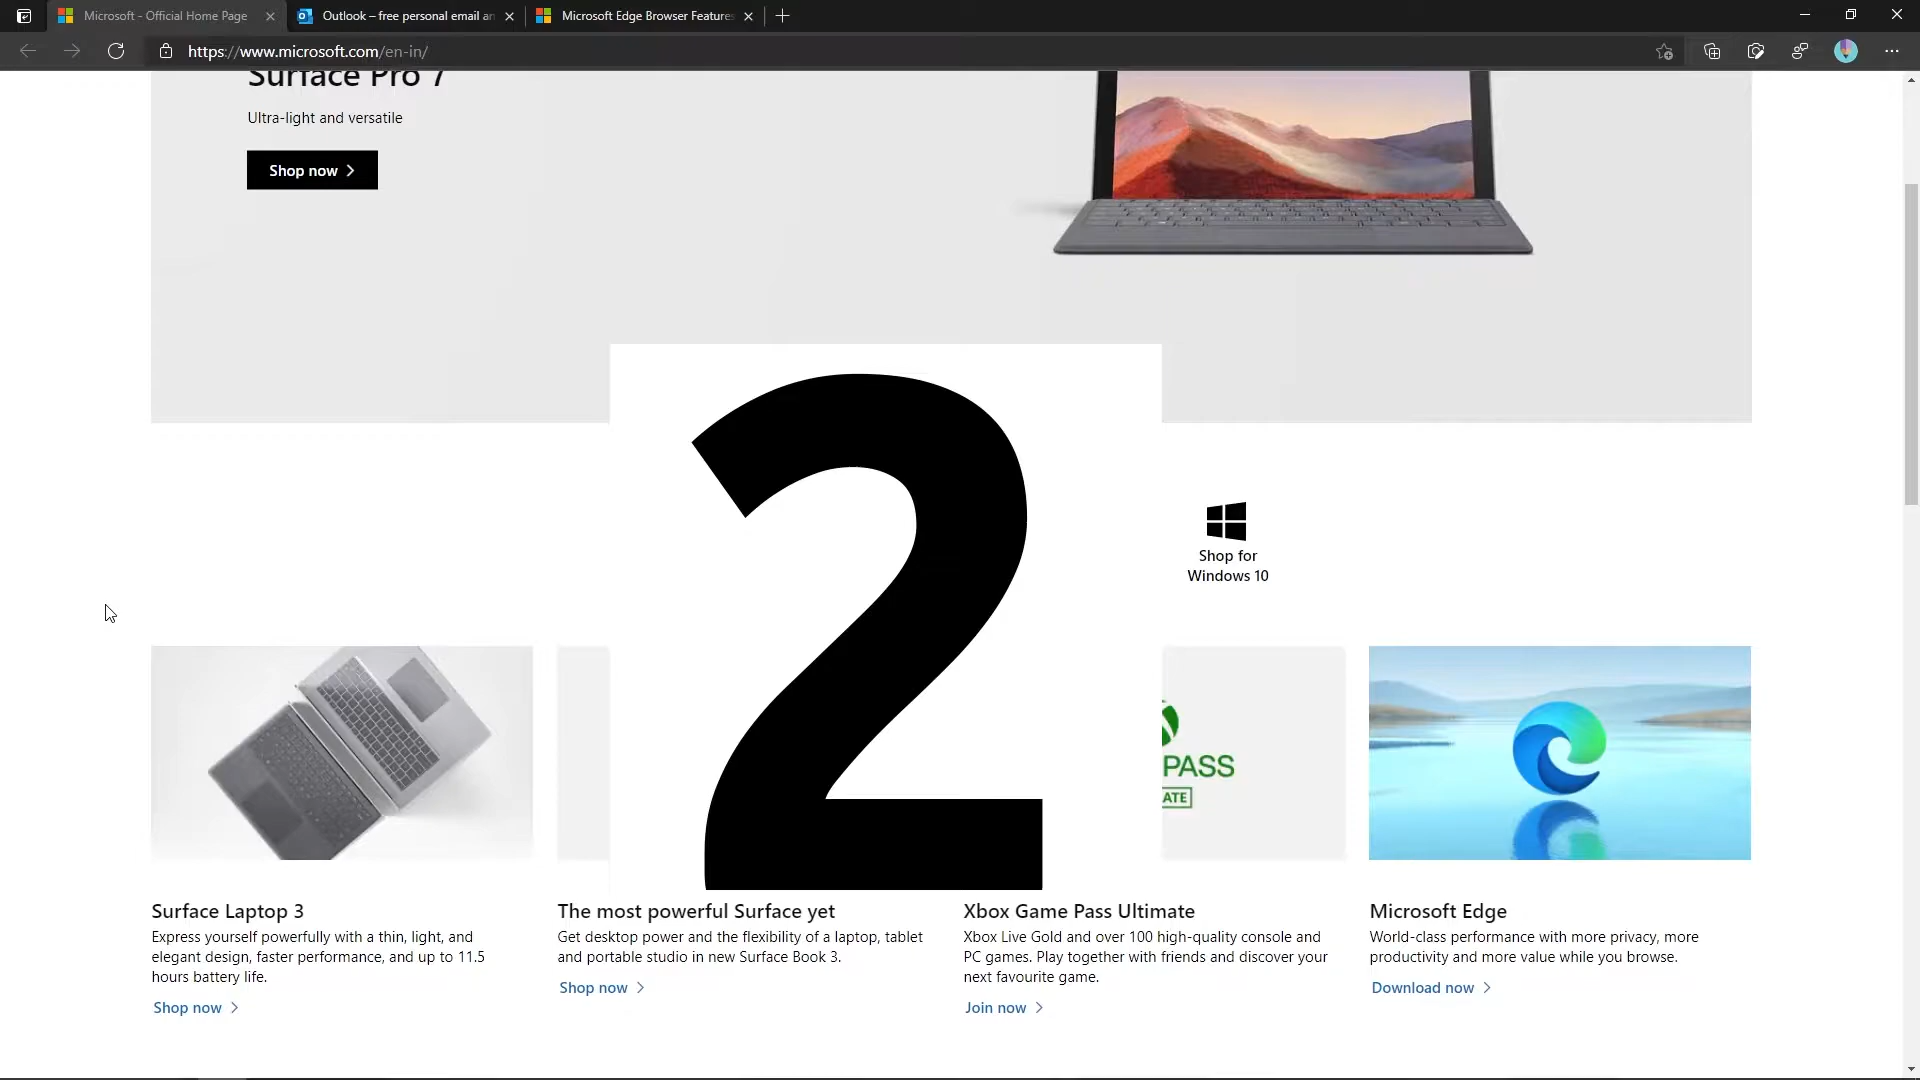 Microsoft - Official Home Page
Outlook – free personal email an
Microsoft Edge Browser Features
https://www.microsoft.com/en-in/
Surface Pro 7
Ultra-light and versatile
Shop now
2
Shop for
Windows 10
PASS
ATE
Surface Laptop 3
Express yourself powerfully with a thin, light, and
elegant design, faster performance, and up to 11.5
hours battery life.
Shop now
The most powerful Surface yet
Get desktop power and the flexibility of a laptop, tablet
and portable studio in new Surface Book 3.
Shop now
Xbox Game Pass Ultimate
Xbox Live Gold and over 100 high-quality console and
PC games. Play together with friends and discover your
next favourite game.
Join now
Microsoft Edge
World-class performance with more privacy, more
productivity and more value while you browse.
Download now